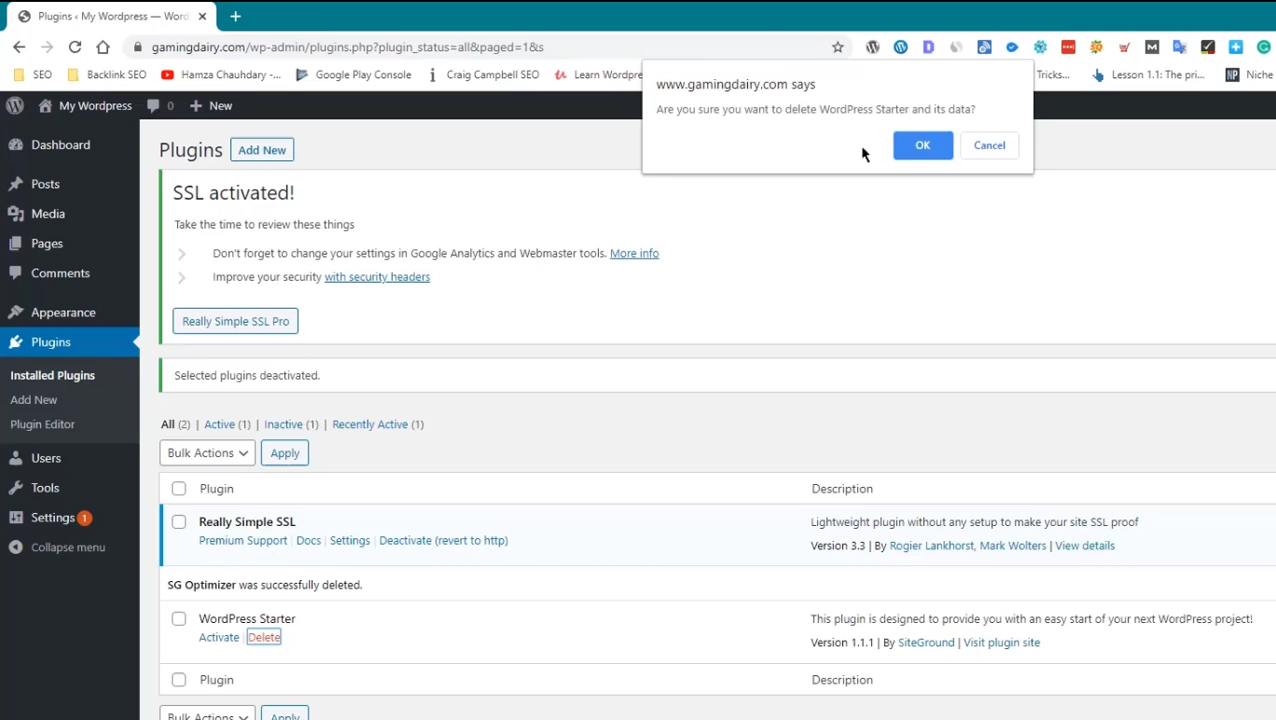 Plugins ‹ My Wordpress — Word
gamingdairy.com/wp-admin/plugins.php?plugin_status=all&paged=1&s
SEO
Backlink SEO
Hamza Chauhdary - ...
Google Play Console
Craig Campbell SEO
Learn Wordpre
Tricks...
Lesson 1.1: The pri...
NP
Niche
www.gamingdairy.com says
Are you sure you want to delete WordPress Starter and its data?
OK
Cancel
My Wordpress
0
New
Dashboard
Posts
Media
Pages
Comments
Appearance
Plugins
Installed Plugins
Add New
Plugin Editor
Users
Tools
Settings 1
Collapse menu
Plugins
Add New
SSL activated!
Take the time to review these things
Don't forget to change your settings in Google Analytics and Webmaster tools. More info
Improve your security with security headers
Really Simple SSL Pro
Selected plugins deactivated.
All (2) | Active (1) | Inactive (1) | Recently Active (1)
Bulk Actions
Apply
Plugin
Description
Really Simple SSL
Lightweight plugin without any setup to make your site SSL proof
Premium Support | Docs | Settings | Deactivate (revert to http)
Version 3.3 | By Rogier Lankhorst, Mark Wolters | View details
SG Optimizer was successfully deleted.
WordPress Starter
This plugin is designed to provide you with an easy start of your next WordPress project!
Activate | Delete
Version 1.1.1 | By SiteGround | Visit plugin site
Plugin
Description
Bulk Actions
Apply